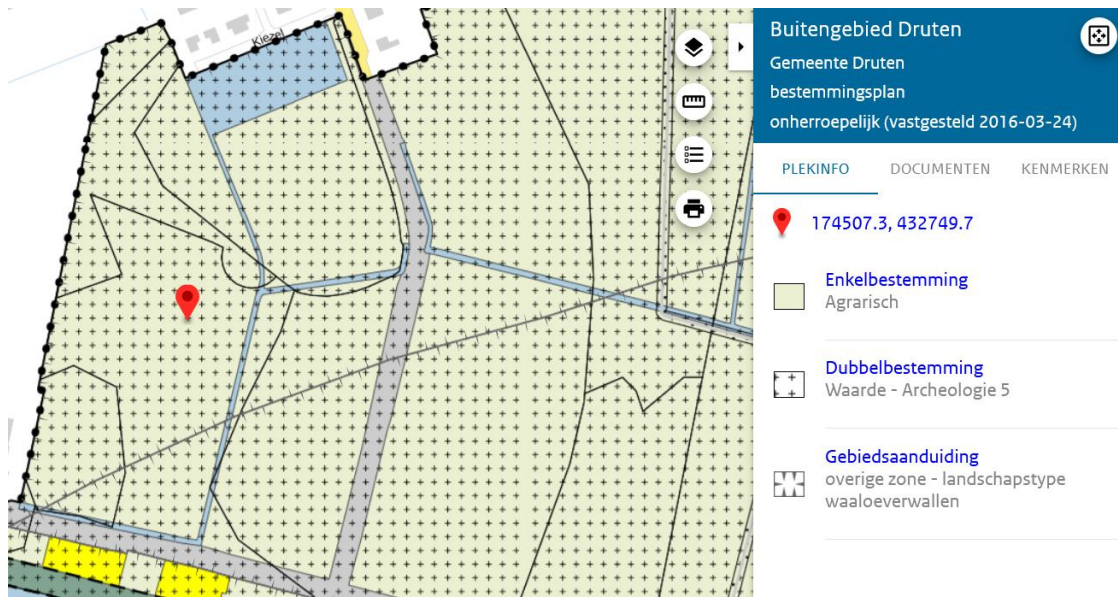 Kiezel
Buitengebied Druten
Gemeente Druten
bestemmingsplan
onherroepelijk (vastgesteld 2016-03-24)
PLEKINFO DOCUMENTEN KENMERKEN
174507.3, 432749.7
Enkelbestemming
Agrarisch
Dubbelbestemming
Waarde - Archeologie 5
Gebiedsaanduiding
overige zone - landschapstype
waaloeverwallen